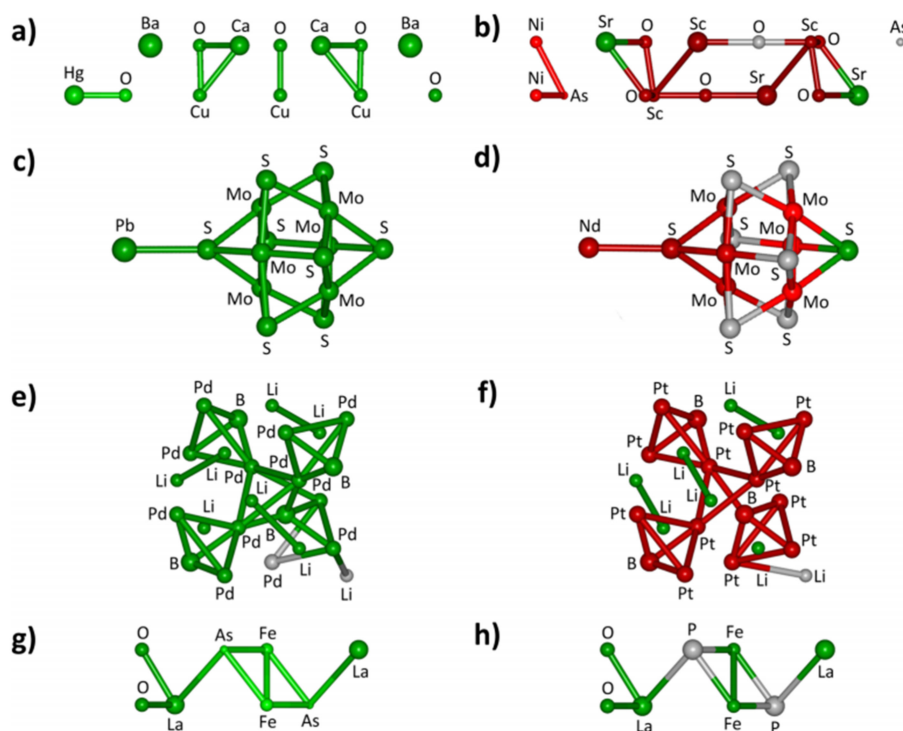 a) Ba O Ca O Ca O Ba
Hg O Cu Cu Cu O
b) Ni Sr O Sc O Sc O As
Ni As O Sc O Sr O Sr
c) S S
Mo Mo
Pb S S Mo S
Mo S
Mo Mo
S S
d) S S
Mo Mo
Nd S S Mo S
Mo S
Mo Mo
S S
e) Pd B Li Li Pd
Pd Pd
Li Li Pd Li Pd B
Pd Li Pd B Pd
B Pd Pd Li Li
f) Pt B Li Pt
Pt Pt Pt
Li Li Li B
Pt Li B Pt Pt
B Pt Pt Pt
Pt Li Li
g) O As Fe
O La
La Fe As
h) O P Fe
O La
La Fe P